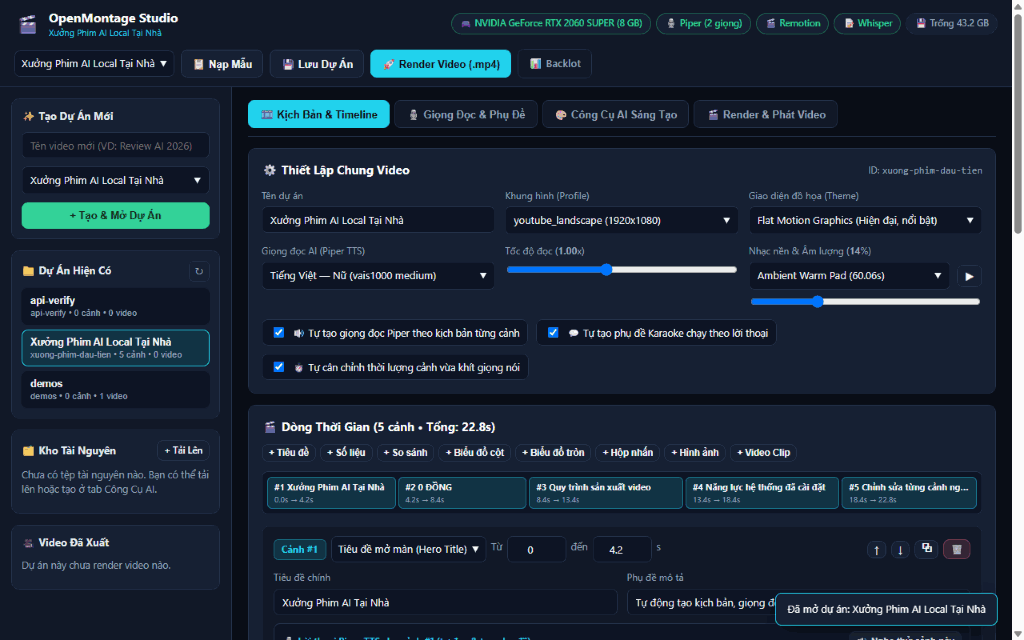 OpenMontage Studio
Xưởng Phim AI Local Tại Nhà
NVIDIA GeForce RTX 2060 SUPER (8 GB)
Piper (2 giọng)
Remotion
Whisper
Trống 43.2 GB
Xưởng Phim AI Local Tại Nhà
Nạp Mẫu
Lưu Dự Án
Render Video (.mp4)
Backlot
Tạo Dự Án Mới
Tên video mới (VD: Review AI 2026)
Xưởng Phim AI Local Tại Nhà
+ Tạo & Mở Dự Án
Dự Án Hiện Có
api-verify
api-verify • 0 cảnh • 0 video
Xưởng Phim AI Local Tại Nhà
xuong-phim-dau-tien • 5 cảnh • 0 video
demos
demos • 0 cảnh • 1 video
Kho Tài Nguyên
+ Tải Lên
Chưa có tệp tài nguyên nào. Bạn có thể tải
lên hoặc tạo ở tab Công Cụ AI.
Video Đã Xuất
Dự án này chưa render video nào.
Kịch Bản & Timeline
Giọng Đọc & Phụ Đề
Công Cụ AI Sáng Tạo
Render & Phát Video
Thiết Lập Chung Video
ID: xuong-phim-dau-tien
Tên dự án
Khung hình (Profile)
Giao diện đồ họa (Theme)
Xưởng Phim AI Local Tại Nhà
youtube_landscape (1920x1080)
Flat Motion Graphics (Hiện đại, nổi bật)
Giọng đọc AI (Piper TTS)
Tốc độ đọc (1.00x)
Nhạc nền & Âm lượng (14%)
Tiếng Việt — Nữ (vais1000 medium)
Ambient Warm Pad (60.06s)
Tự tạo giọng đọc Piper theo kịch bản từng cảnh
Tự tạo phụ đề Karaoke chạy theo lời thoại
Tự cân chỉnh thời lượng cảnh vừa khít giọng nói
Dòng Thời Gian (5 cảnh • Tổng: 22.8s)
+ Tiêu đề
+ Số liệu
+ So sánh
+ Biểu đồ cột
+ Biểu đồ tròn
+ Hộp nhấn
+ Hình ảnh
+ Video Clip
#1 Xưởng Phim AI Tại Nhà
0.0s → 4.2s
#2 0 ĐỒNG
4.2s → 8.4s
#3 Quy trình sản xuất video
8.4s → 13.4s
#4 Năng lực hệ thống đã cài đặt
13.4s → 18.4s
#5 Chỉnh sửa từng cảnh ng...
18.4s → 22.8s
Cảnh #1
Tiêu đề mở màn (Hero Title)
Từ
0
đến
4.2
s
Tiêu đề chính
Phụ đề mô tả
Xưởng Phim AI Tại Nhà
Tự động tạo kịch bản, giọng
Đã mở dự án: Xưởng Phim AI Local Tại Nhà